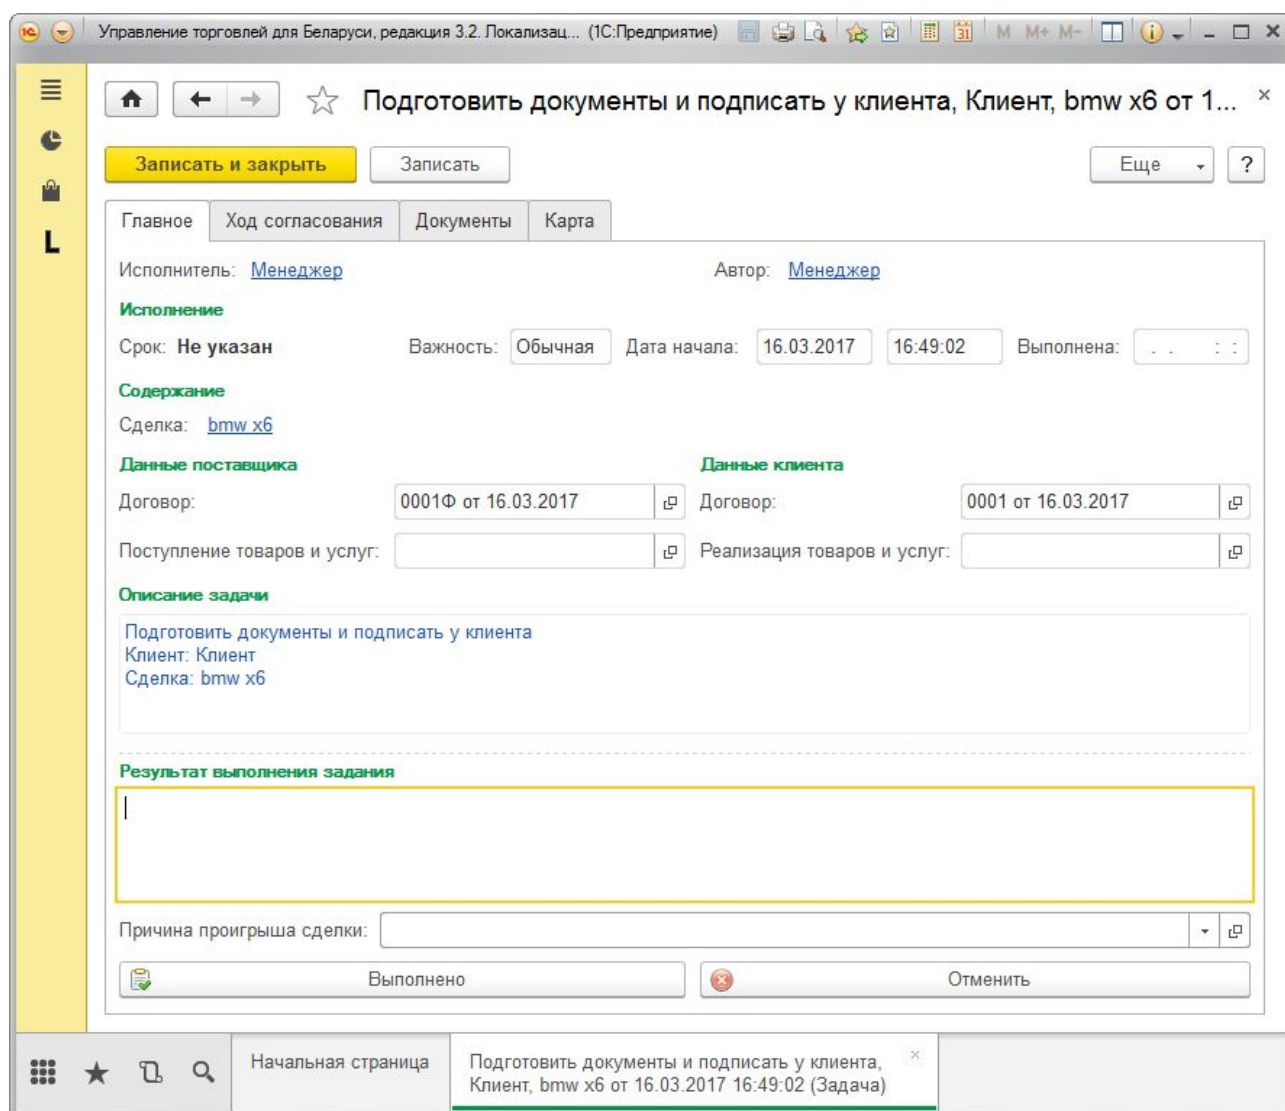 1С Управление торговлей для Беларуси, редакция 3.2. Локализац... (1С:Предприятие) 31 M M+ M-
Подготовить документы и подписать у клиента, Клиент, bmw x6 от 1...
Записать и закрыть Записать Еще ?
L
Главное Ход согласования Документы Карта
Исполнитель: Менеджер Автор: Менеджер
Исполнение
Срок: Не указан Важность: Обычная Дата начала: 16.03.2017 16:49:02 Выполнена: . . : :
Содержание
Сделка: bmw x6
Данные поставщика Данные клиента
Договор: 0001Ф от 16.03.2017 Договор: 0001 от 16.03.2017
Поступление товаров и услуг: Реализация товаров и услуг:
Описание задачи
Подготовить документы и подписать у клиента
Клиент: Клиент
Сделка: bmw x6
Результат выполнения задания
Причина проигрыша сделки:
Выполнено Отменить
Начальная страница Подготовить документы и подписать у клиента,
Клиент, bmw x6 от 16.03.2017 16:49:02 (Задача)